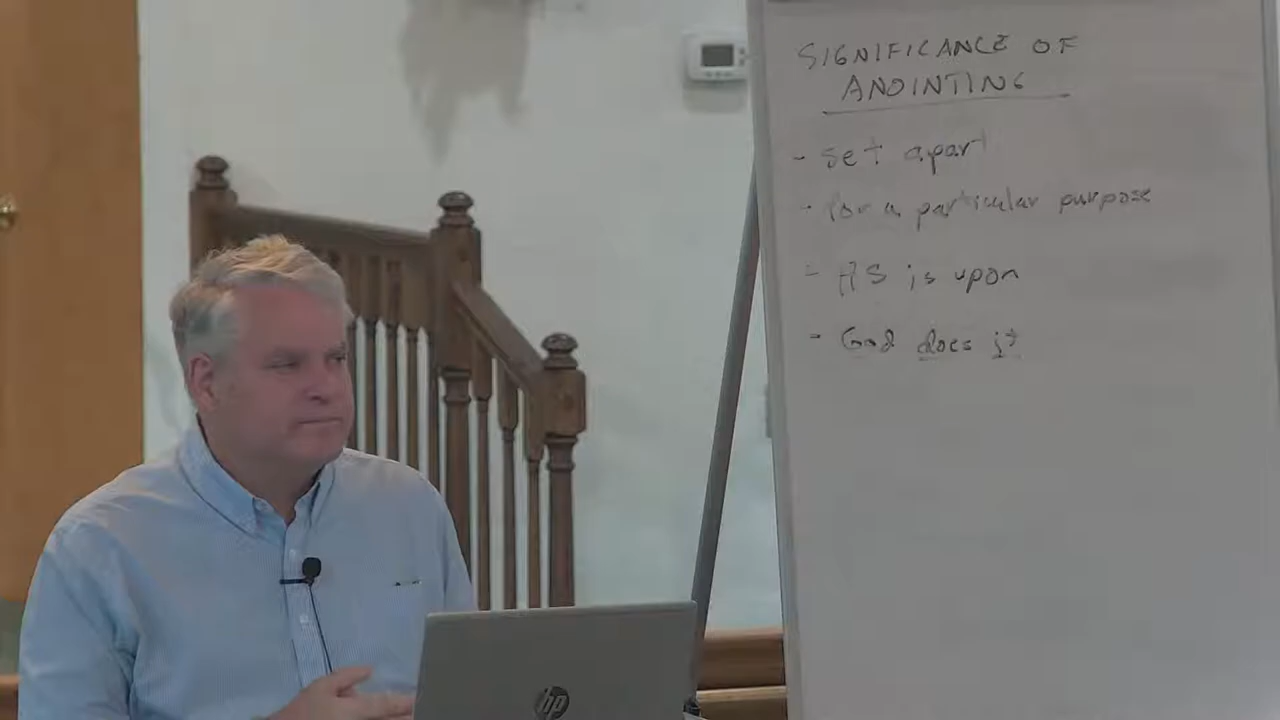 SIGNIFICANCE OF
ANOINTING
- set apart
- for a particular purpose
- HS is upon
- God does it
hp